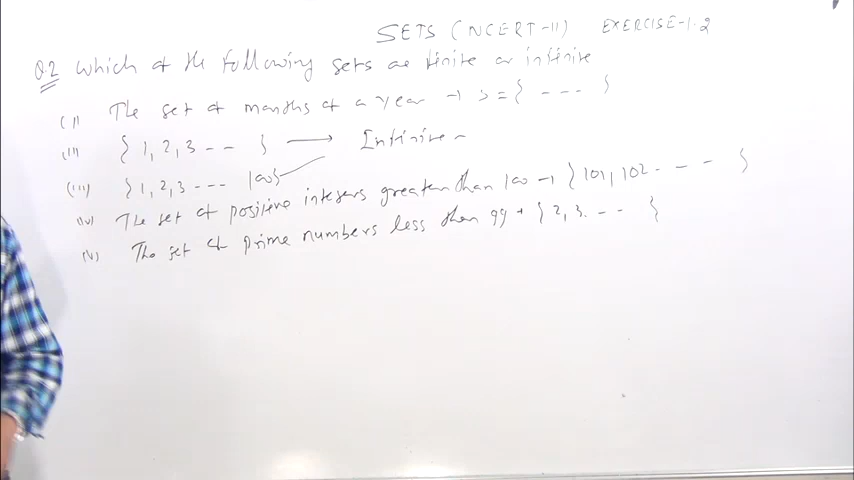 SETS (NCERT-11) EXERCISE-1.2
Q.2 Which of the following sets are finite or infinite
(i) The set of months of a year → S = { --- }
(ii) { 1, 2, 3 -- } → Infinite
(iii) { 1, 2, 3 --- 100}
(iv) The set of positive integers greater than 100 → { 101, 102 - - - }
(v) The set of prime numbers less than 99 → { 2, 3. -- }